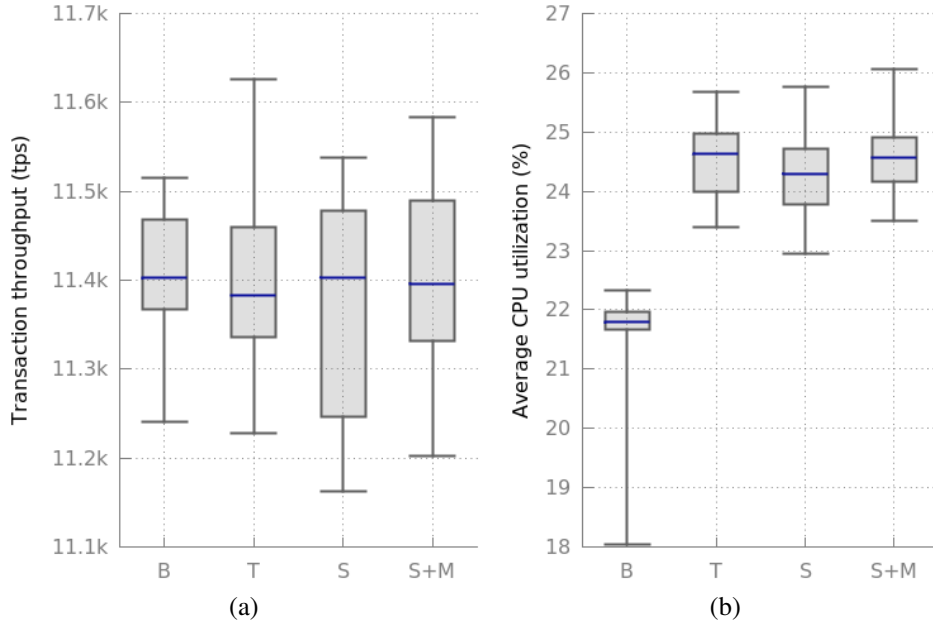 Transaction throughput (tps)
11.7k
11.6k
11.5k
11.4k
11.3k
11.2k
11.1k
B T S S+M
(a)
Average CPU utilization (%)
27
26
25
24
23
22
21
20
19
18
B T S S+M
(b)